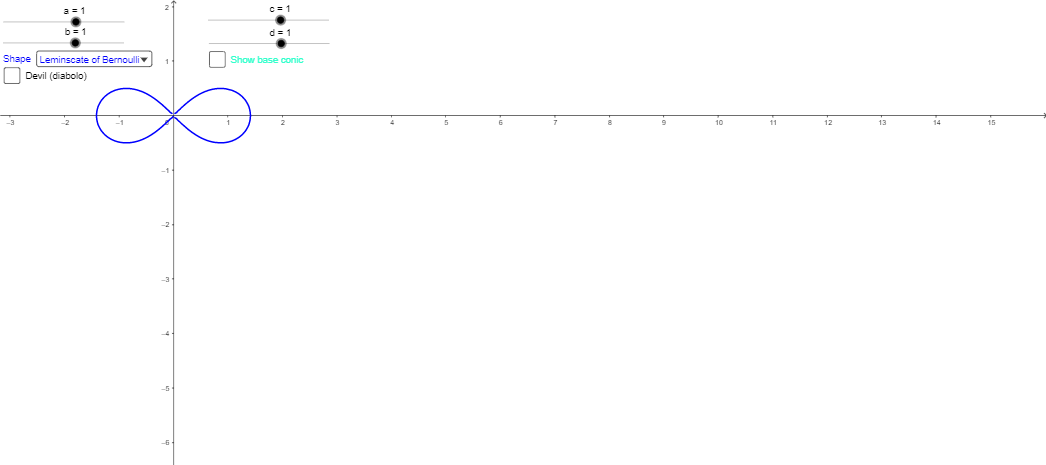 a = 1
c = 1
b = 1
d = 1
Shape Leminscate of Bernoulli
Show base conic
Devil (diabolo)
2
1
–3 –2 –1 0 1 2 3 4 5 6 7 8 9 10 11 12 13 14 15
–1
–2
–3
–4
–5
–6